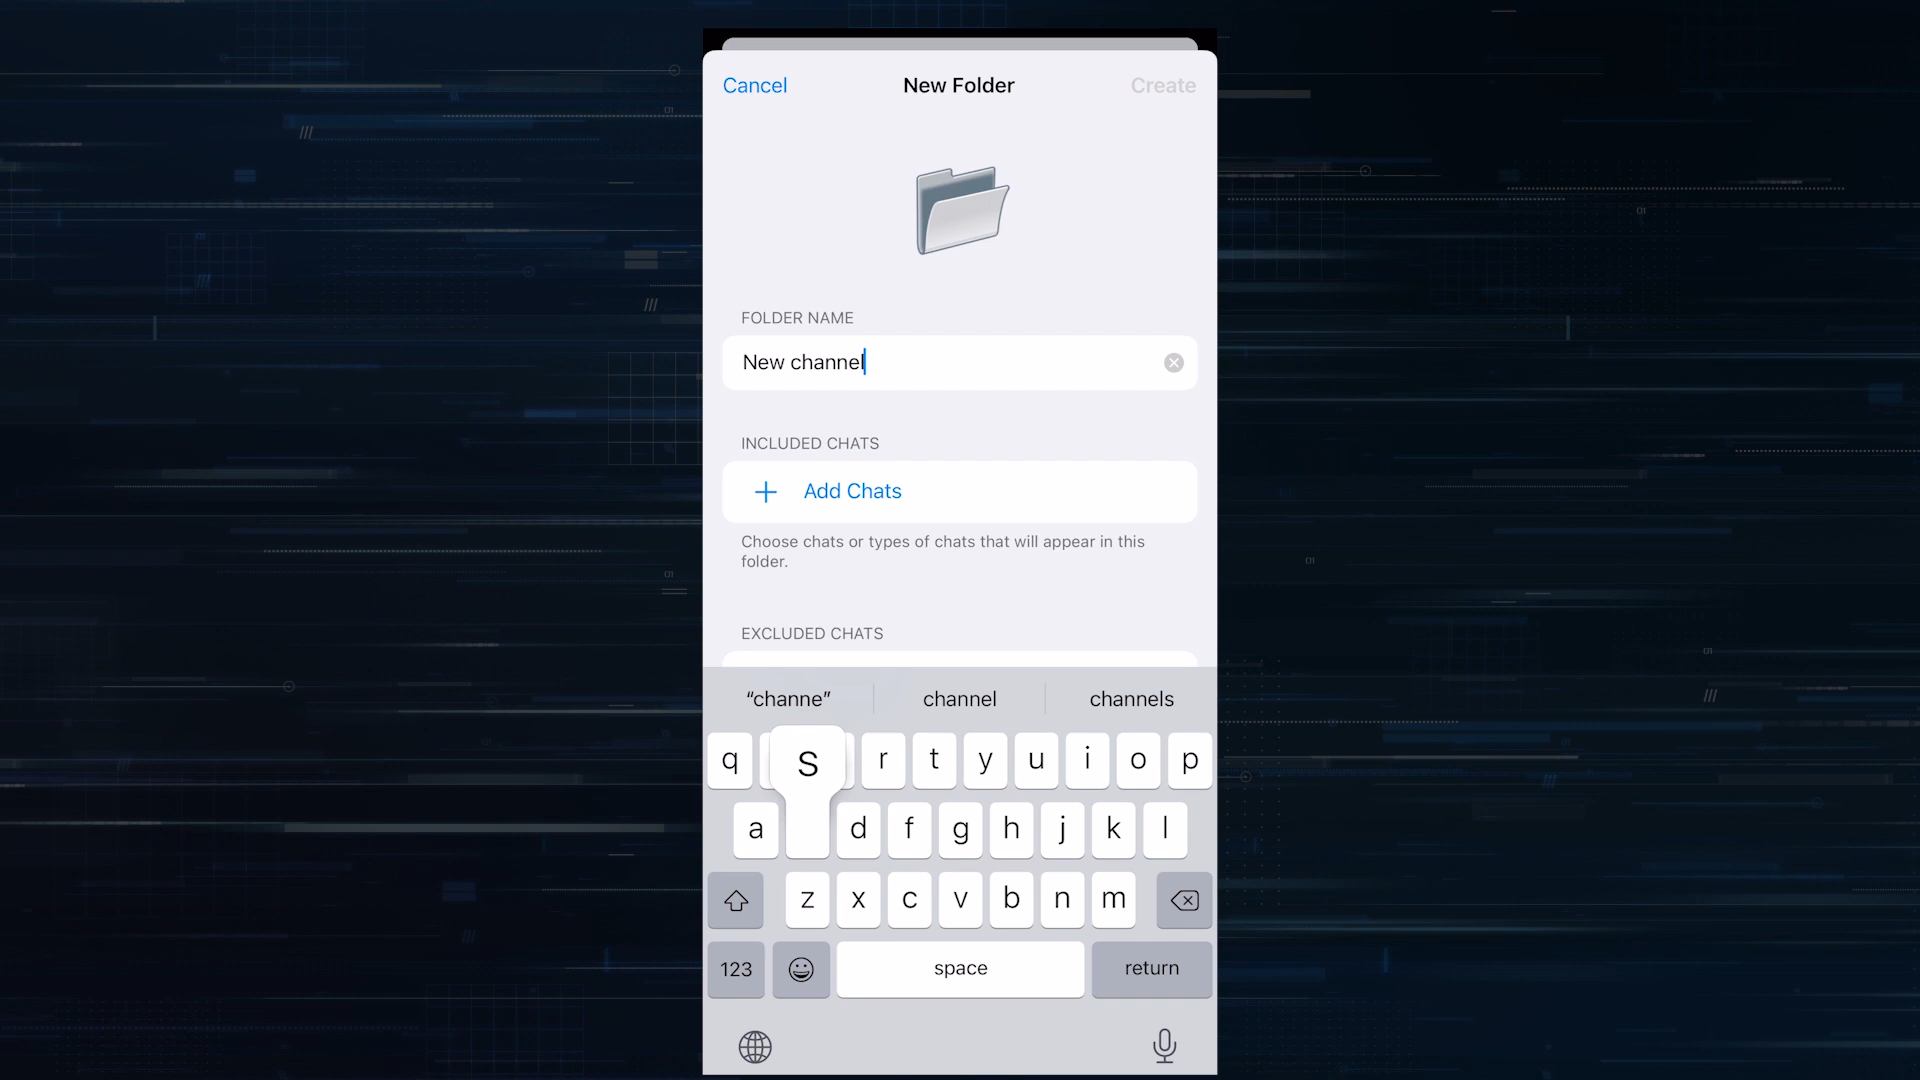 Cancel New Folder Create
FOLDER NAME
New channel
INCLUDED CHATS
Add Chats
Choose chats or types of chats that will appear in this
folder.
EXCLUDED CHATS
“channe” channel channels
q S r t y u i o p
a d f g h j k l
z x c v b n m
123 space return